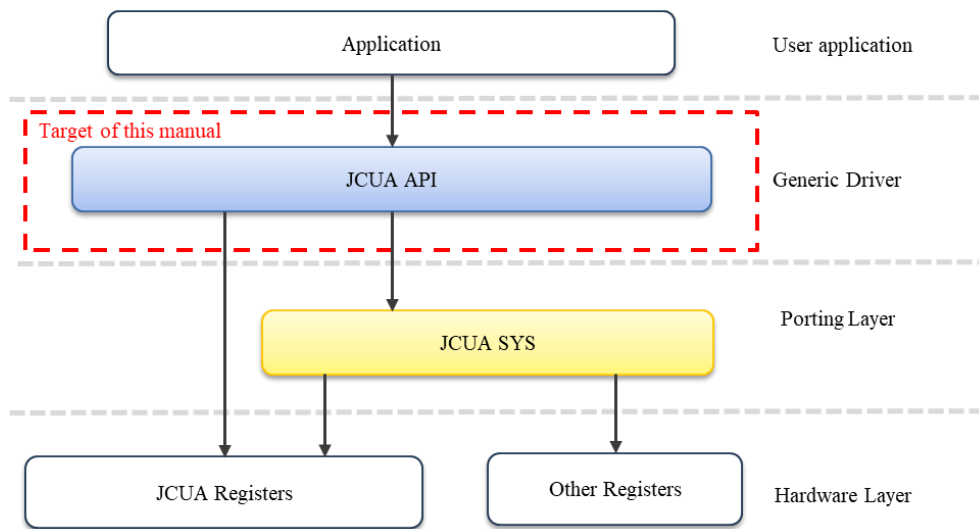 Application
User application
Target of this manual
JCUA API
Generic Driver
Porting Layer
JCUA SYS
JCUA Registers
Other Registers
Hardware Layer